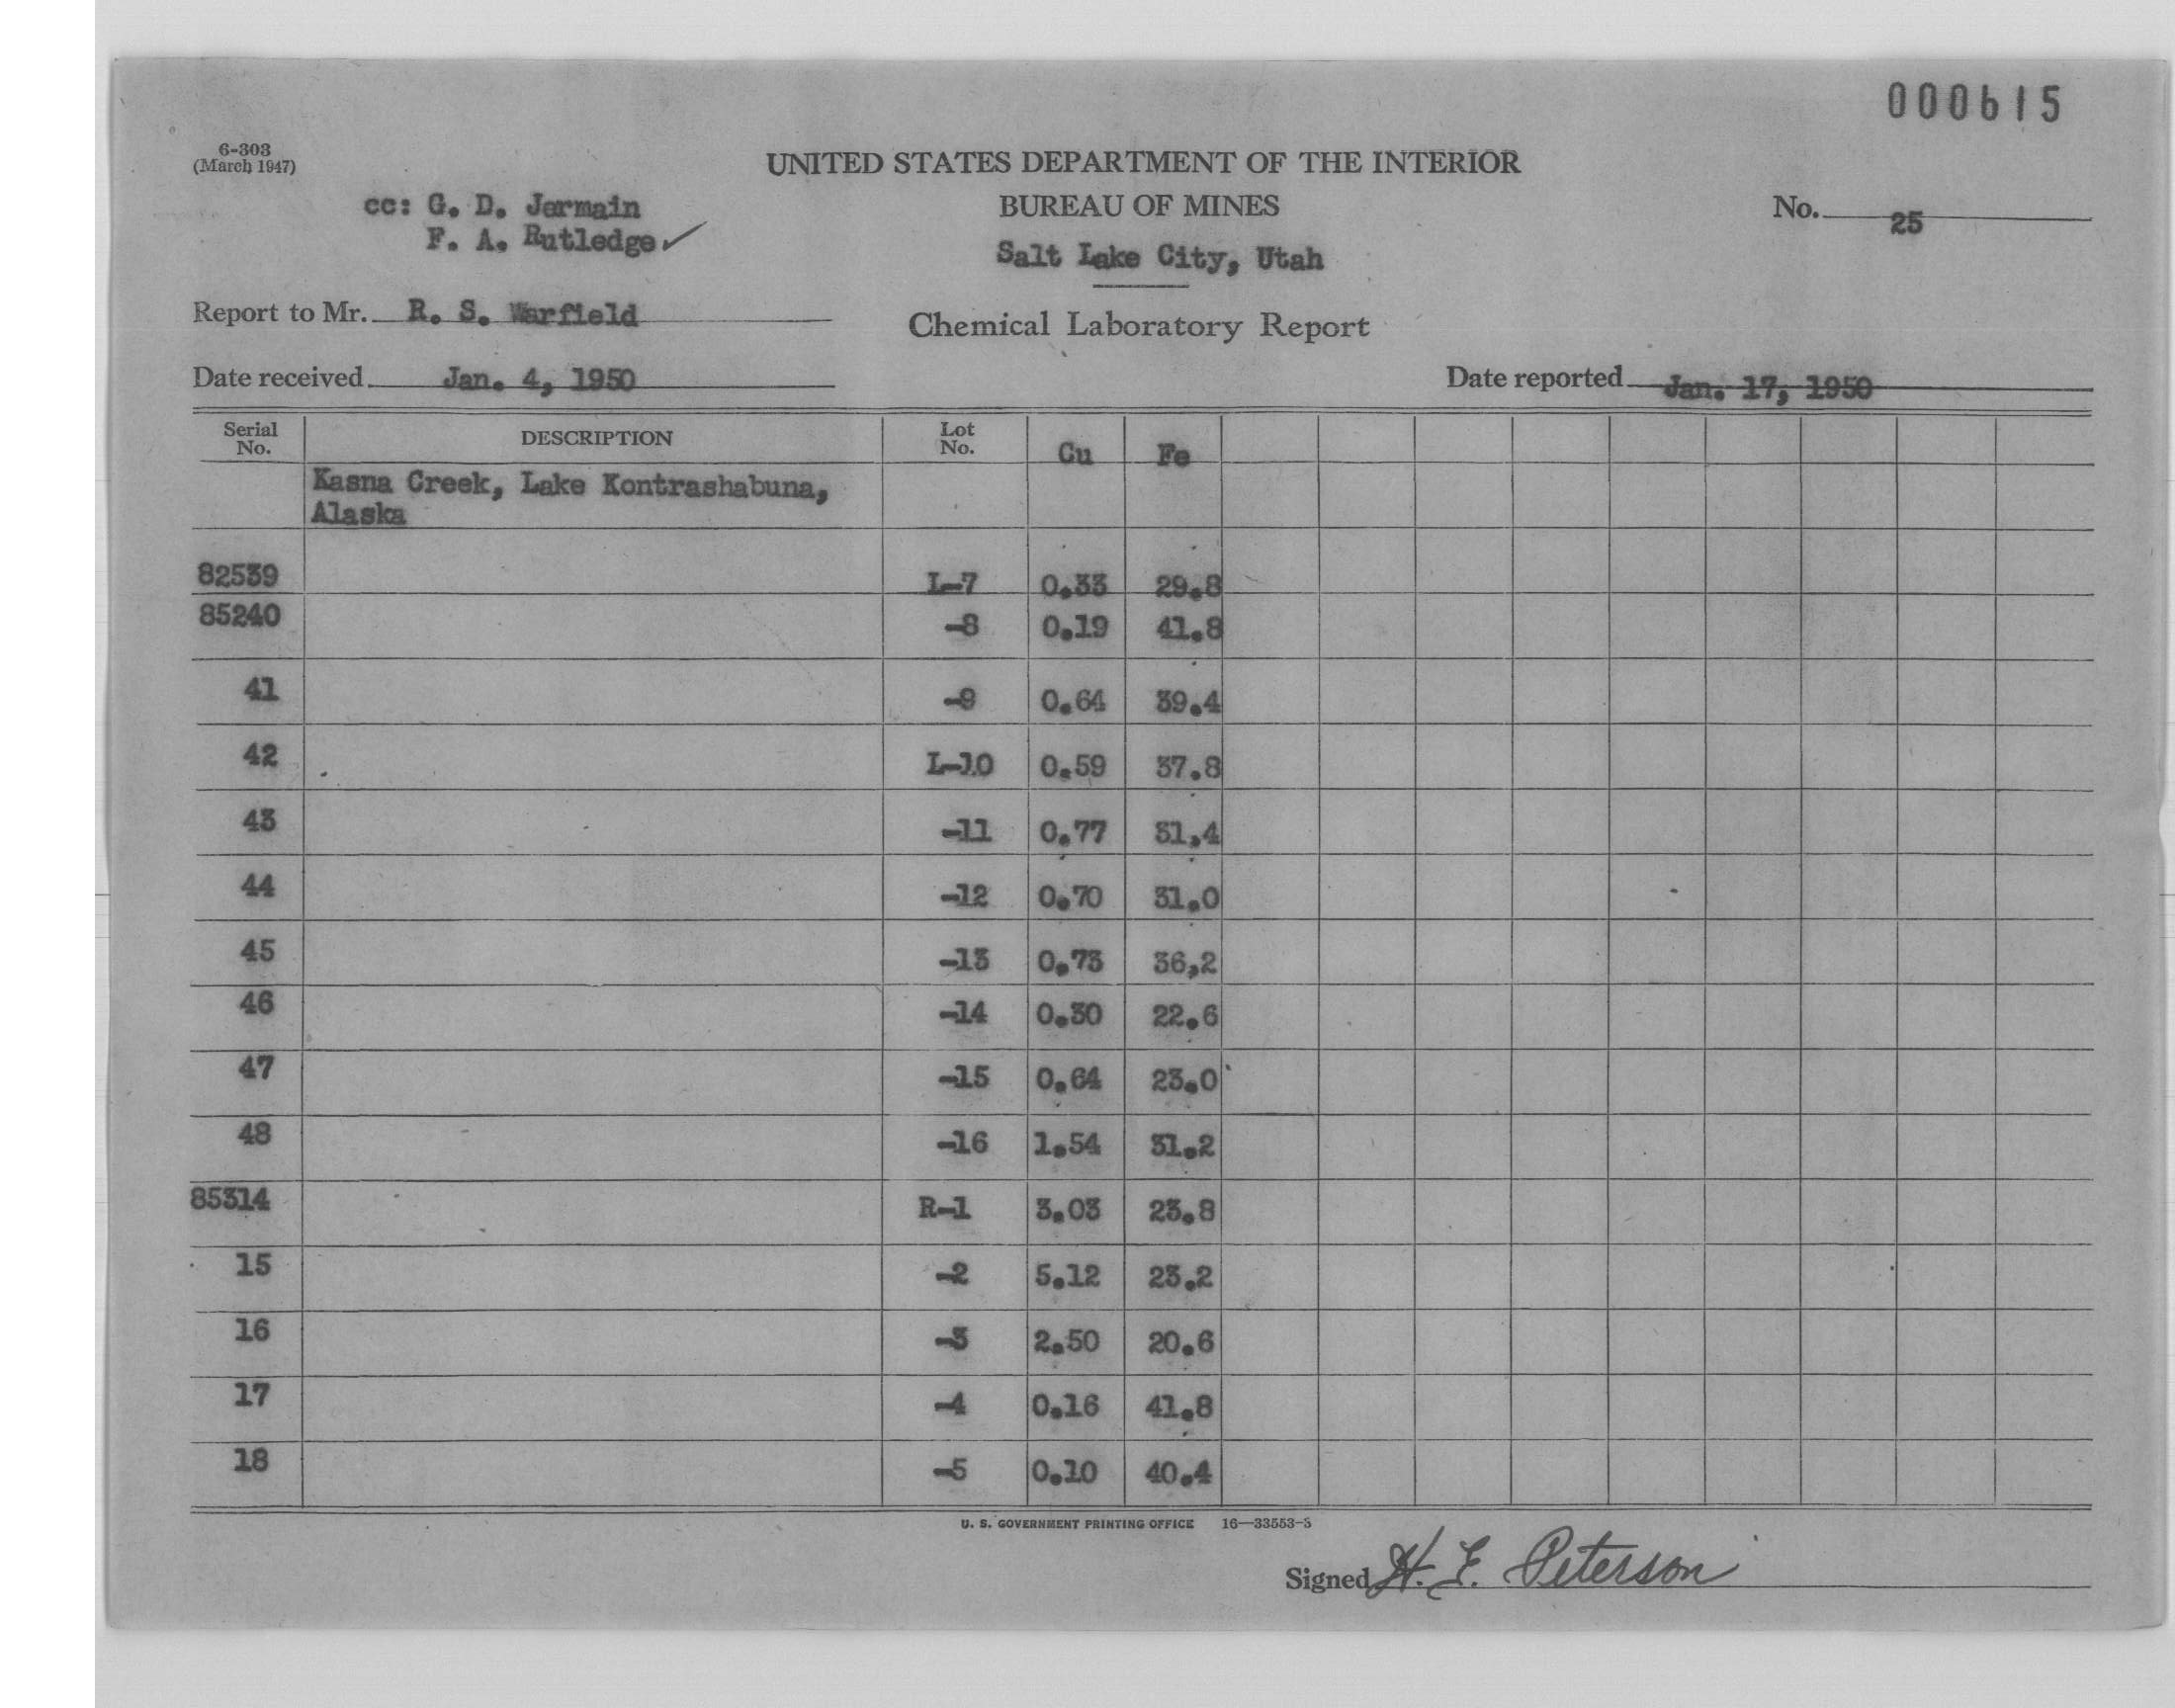 000615
6-303
(March 1947)
UNITED STATES DEPARTMENT OF THE INTERIOR
cc: G. D. Jermain
BUREAU OF MINES
No. 25
F. A. Rutledge ✓
Salt Lake City, Utah
Report to Mr. R. S. Warfield
Chemical Laboratory Report
Date received Jan. 4, 1950
Date reported Jan. 17, 1950
Serial No. DESCRIPTION Lot No. Cu Fe
Kasna Creek, Lake Kontrashabuna,
Alaska
82539 L-7 0.33 29.8
85240 -8 0.19 41.8
41 -9 0.64 39.4
42 L-10 0.59 37.8
43 -11 0.77 31,4
44 -12 0.70 31.0
45 -13 0.73 36,2
46 -14 0.30 22.6
47 -15 0.64 23.0
48 -16 1.54 31.2
85314 R-1 3.03 23.8
15 -2 5.12 23.2
16 -3 2.50 20.6
17 -4 0.16 41.8
18 -5 0.10 40.4
U. S. GOVERNMENT PRINTING OFFICE 16—33553-3
Signed H. E. Peterson